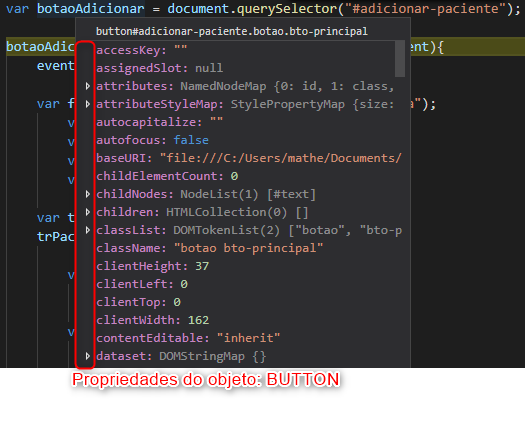 var botaoAdicionar = document.querySelector("#adicionar-paciente");
button#adicionar-paciente.botao.bto-principal
botaoAdic ent){
accessKey: ""
even
assignedSlot: null
attributes: NamedNodeMap {0: id, 1: class,
var f a");
attributeStyleMap: StylePropertyMap {size:
v
autocapitalize: ""
v
autofocus: false
v
baseURI: "file:///C:/Users/mathe/Documents/
v
childElementCount: 0
childNodes: NodeList(1) [#text]
var t
children: HTMLCollection(0) []
trPac
classList: DOMTokenList(2) ["botao", "bto-p
className: "botao bto-principal"
v
clientHeight: 37
clientLeft: 0
clientTop: 0
v
clientWidth: 162
contentEditable: "inherit"
dataset: DOMStringMap {}
Propriedades do objeto: BUTTON